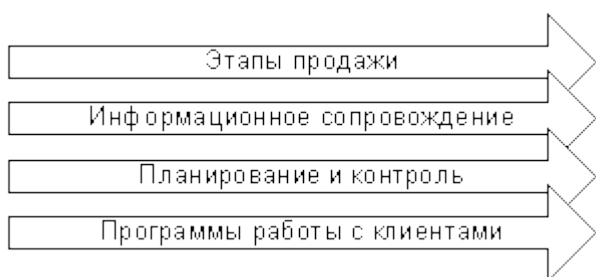 Этапы продажи
Информационное сопровождение
Планирование и контроль
Программы работы с клиентами